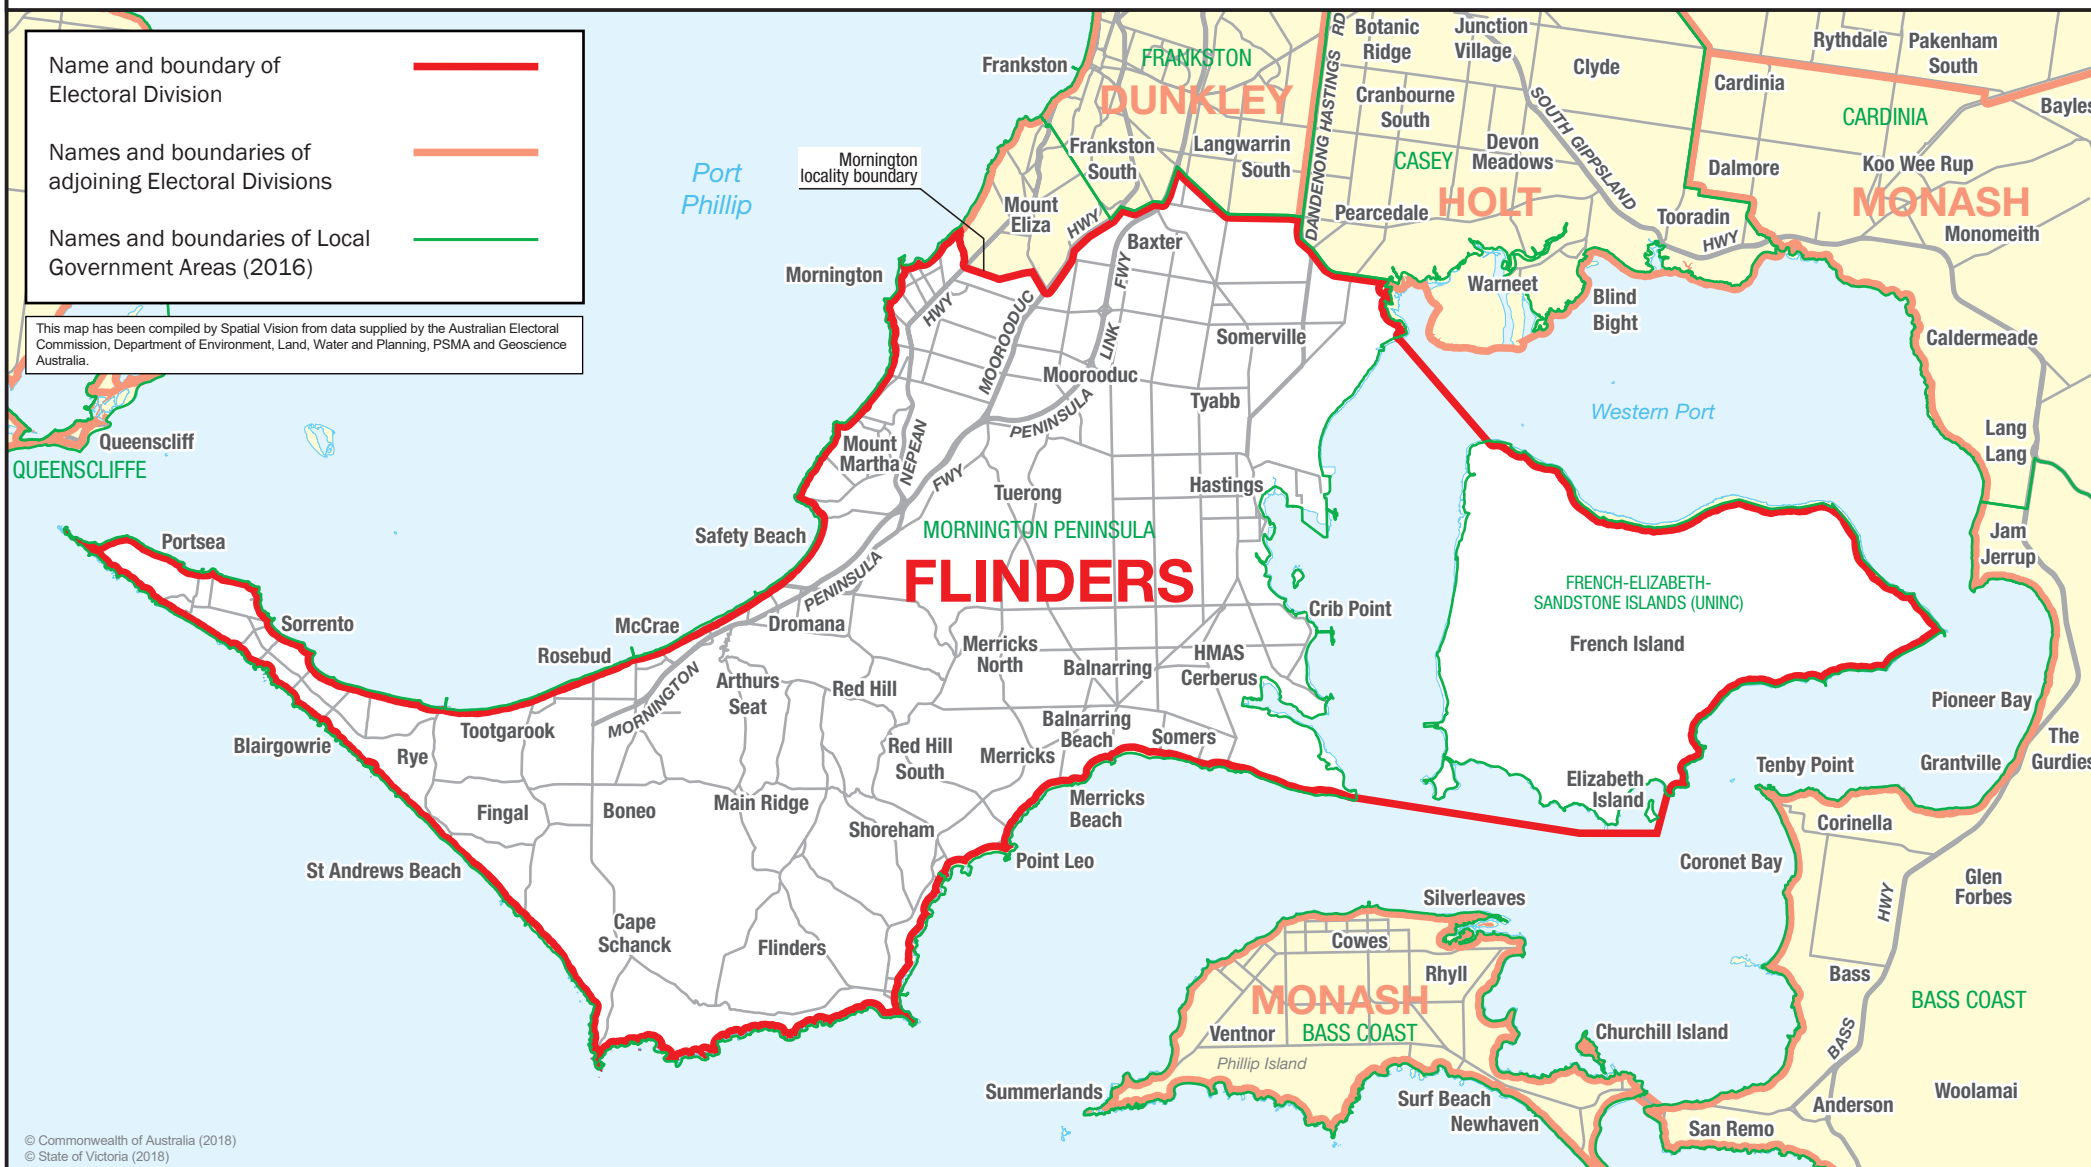 Name and boundary of
Electoral Division
Names and boundaries of
adjoining Electoral Divisions
Names and boundaries of Local
Government Areas (2016)
This map has been compiled by Spatial Vision from data supplied by the Australian Electoral
Commission, Department of Environment, Land, Water and Planning, PSMA and Geoscience
Australia.
Frankston
FRANKSTON
DUNKLEY
Frankston
South
Langwarrin
South
DANDENONG HASTINGS RD
Botanic
Ridge
Junction
Village
Clyde
Cranbourne
South
CASEY
Devon
Meadows
SOUTH GIPPSLAND
HWY
HOLT
Pearcedale
Tooradin
Warneet
Blind
Bight
Rythdale
Pakenham
South
Cardinia
CARDINIA
Bayles
Dalmore
Koo Wee Rup
MONASH
Monomeith
Caldermeade
Lang
Lang
Jam
Jerrup
Port
Phillip
Mornington
locality boundary
Mount
Eliza
HWY
Baxter
Mornington
HWY
MOOROODUC
FWY
LINK
Somerville
Moorooduc
Tyabb
PENINSULA
Mount
Martha
NEPEAN
FWY
Tuerong
Hastings
Western Port
Queenscliff
QUEENSCLIFFE
MORNINGTON PENINSULA
FLINDERS
Safety Beach
PENINSULA
Portsea
Sorrento
McCrae
Dromana
Rosebud
MORNINGTON
Crib Point
FRENCH-ELIZABETH-
SANDSTONE ISLANDS (UNINC)
French Island
Merricks
North
Balnarring
HMAS
Cerberus
Arthurs
Seat
Red Hill
Blairgowrie
Rye
Tootgarook
Red Hill
South
Merricks
Balnarring
Beach
Somers
Fingal
Boneo
Main Ridge
Shoreham
Merricks
Beach
Point Leo
St Andrews Beach
Cape
Schanck
Flinders
Elizabeth
Island
Pioneer Bay
Tenby Point
Grantville
The
Gurdies
Corinella
Coronet Bay
Glen
Forbes
HWY
Bass
BASS COAST
BASS
Woolamai
Anderson
San Remo
Silverleaves
Cowes
Rhyll
MONASH
Ventnor
BASS COAST
Phillip Island
Churchill Island
Summerlands
Surf Beach
Newhaven
© Commonwealth of Australia (2018)
© State of Victoria (2018)